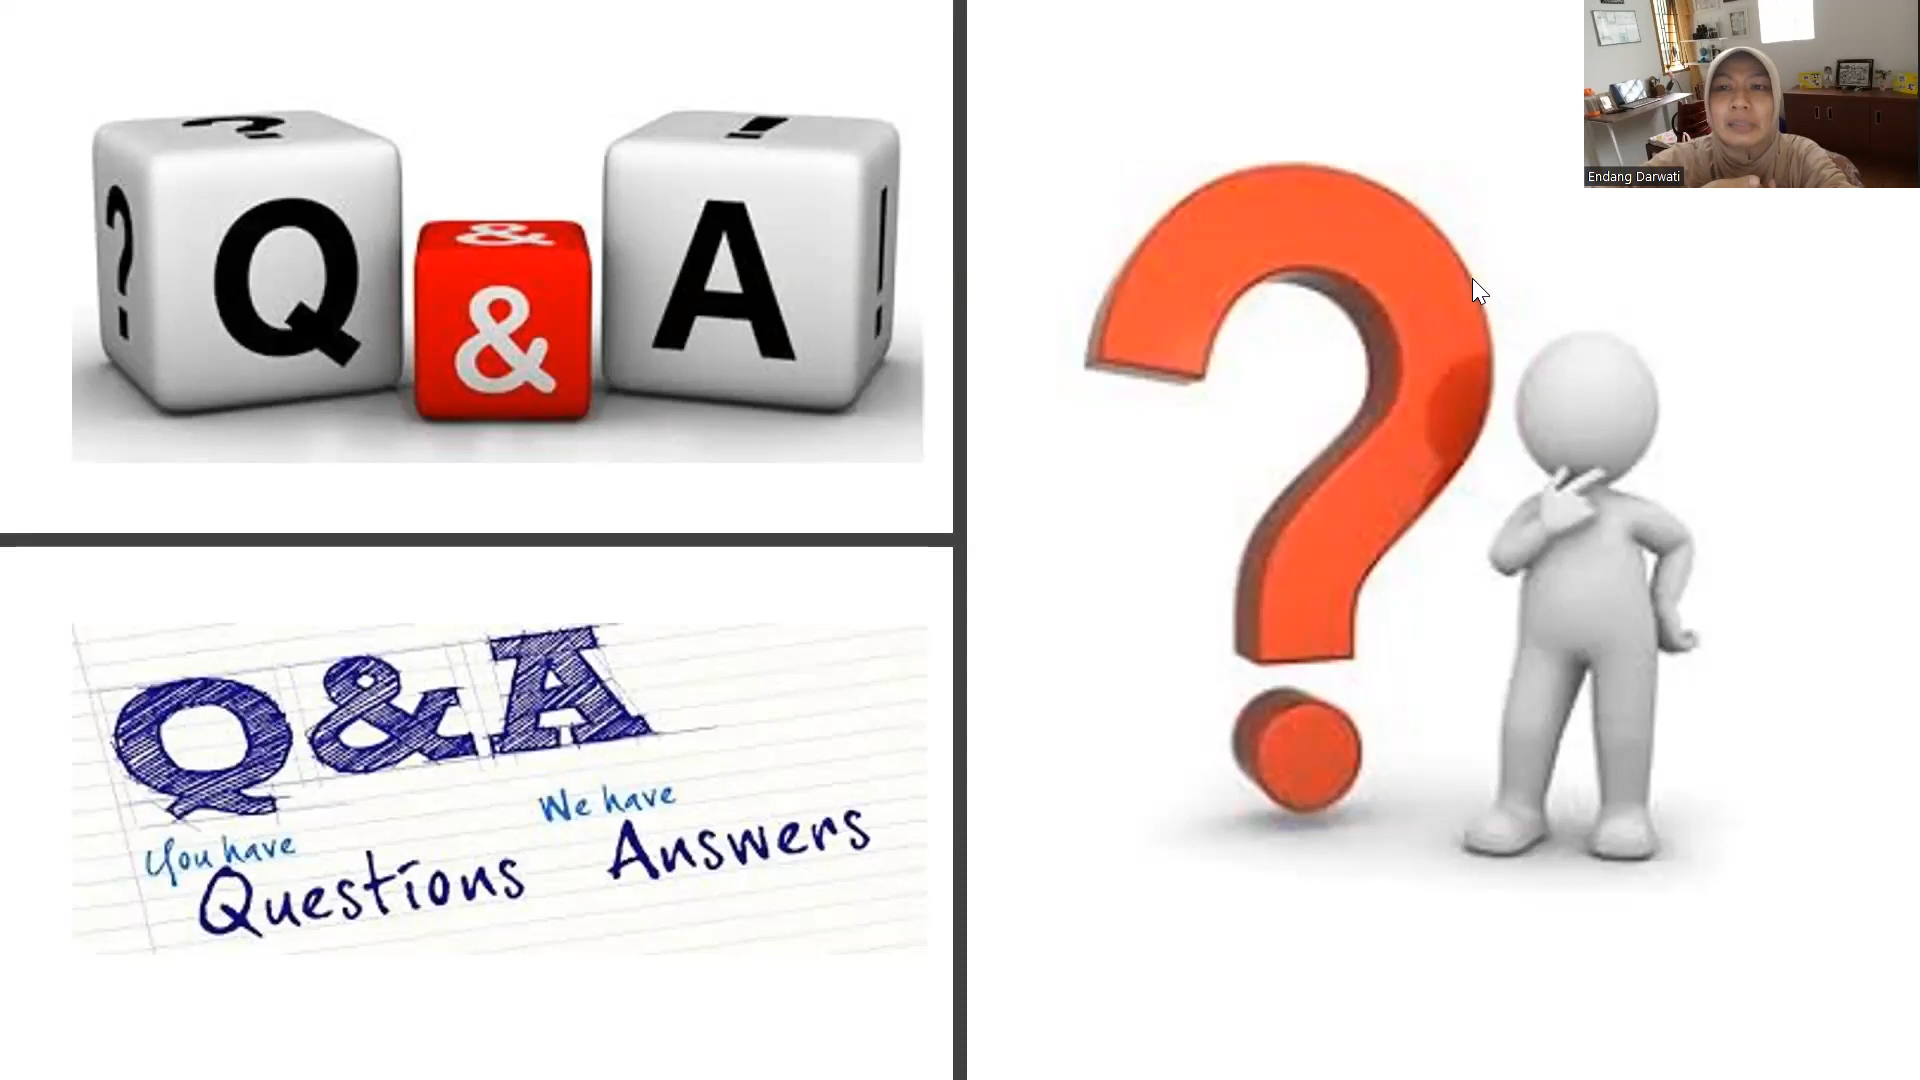 ? ! 
? Q & & A !
Q&A
You have We have
Questions Answers
?
Endang Darwati